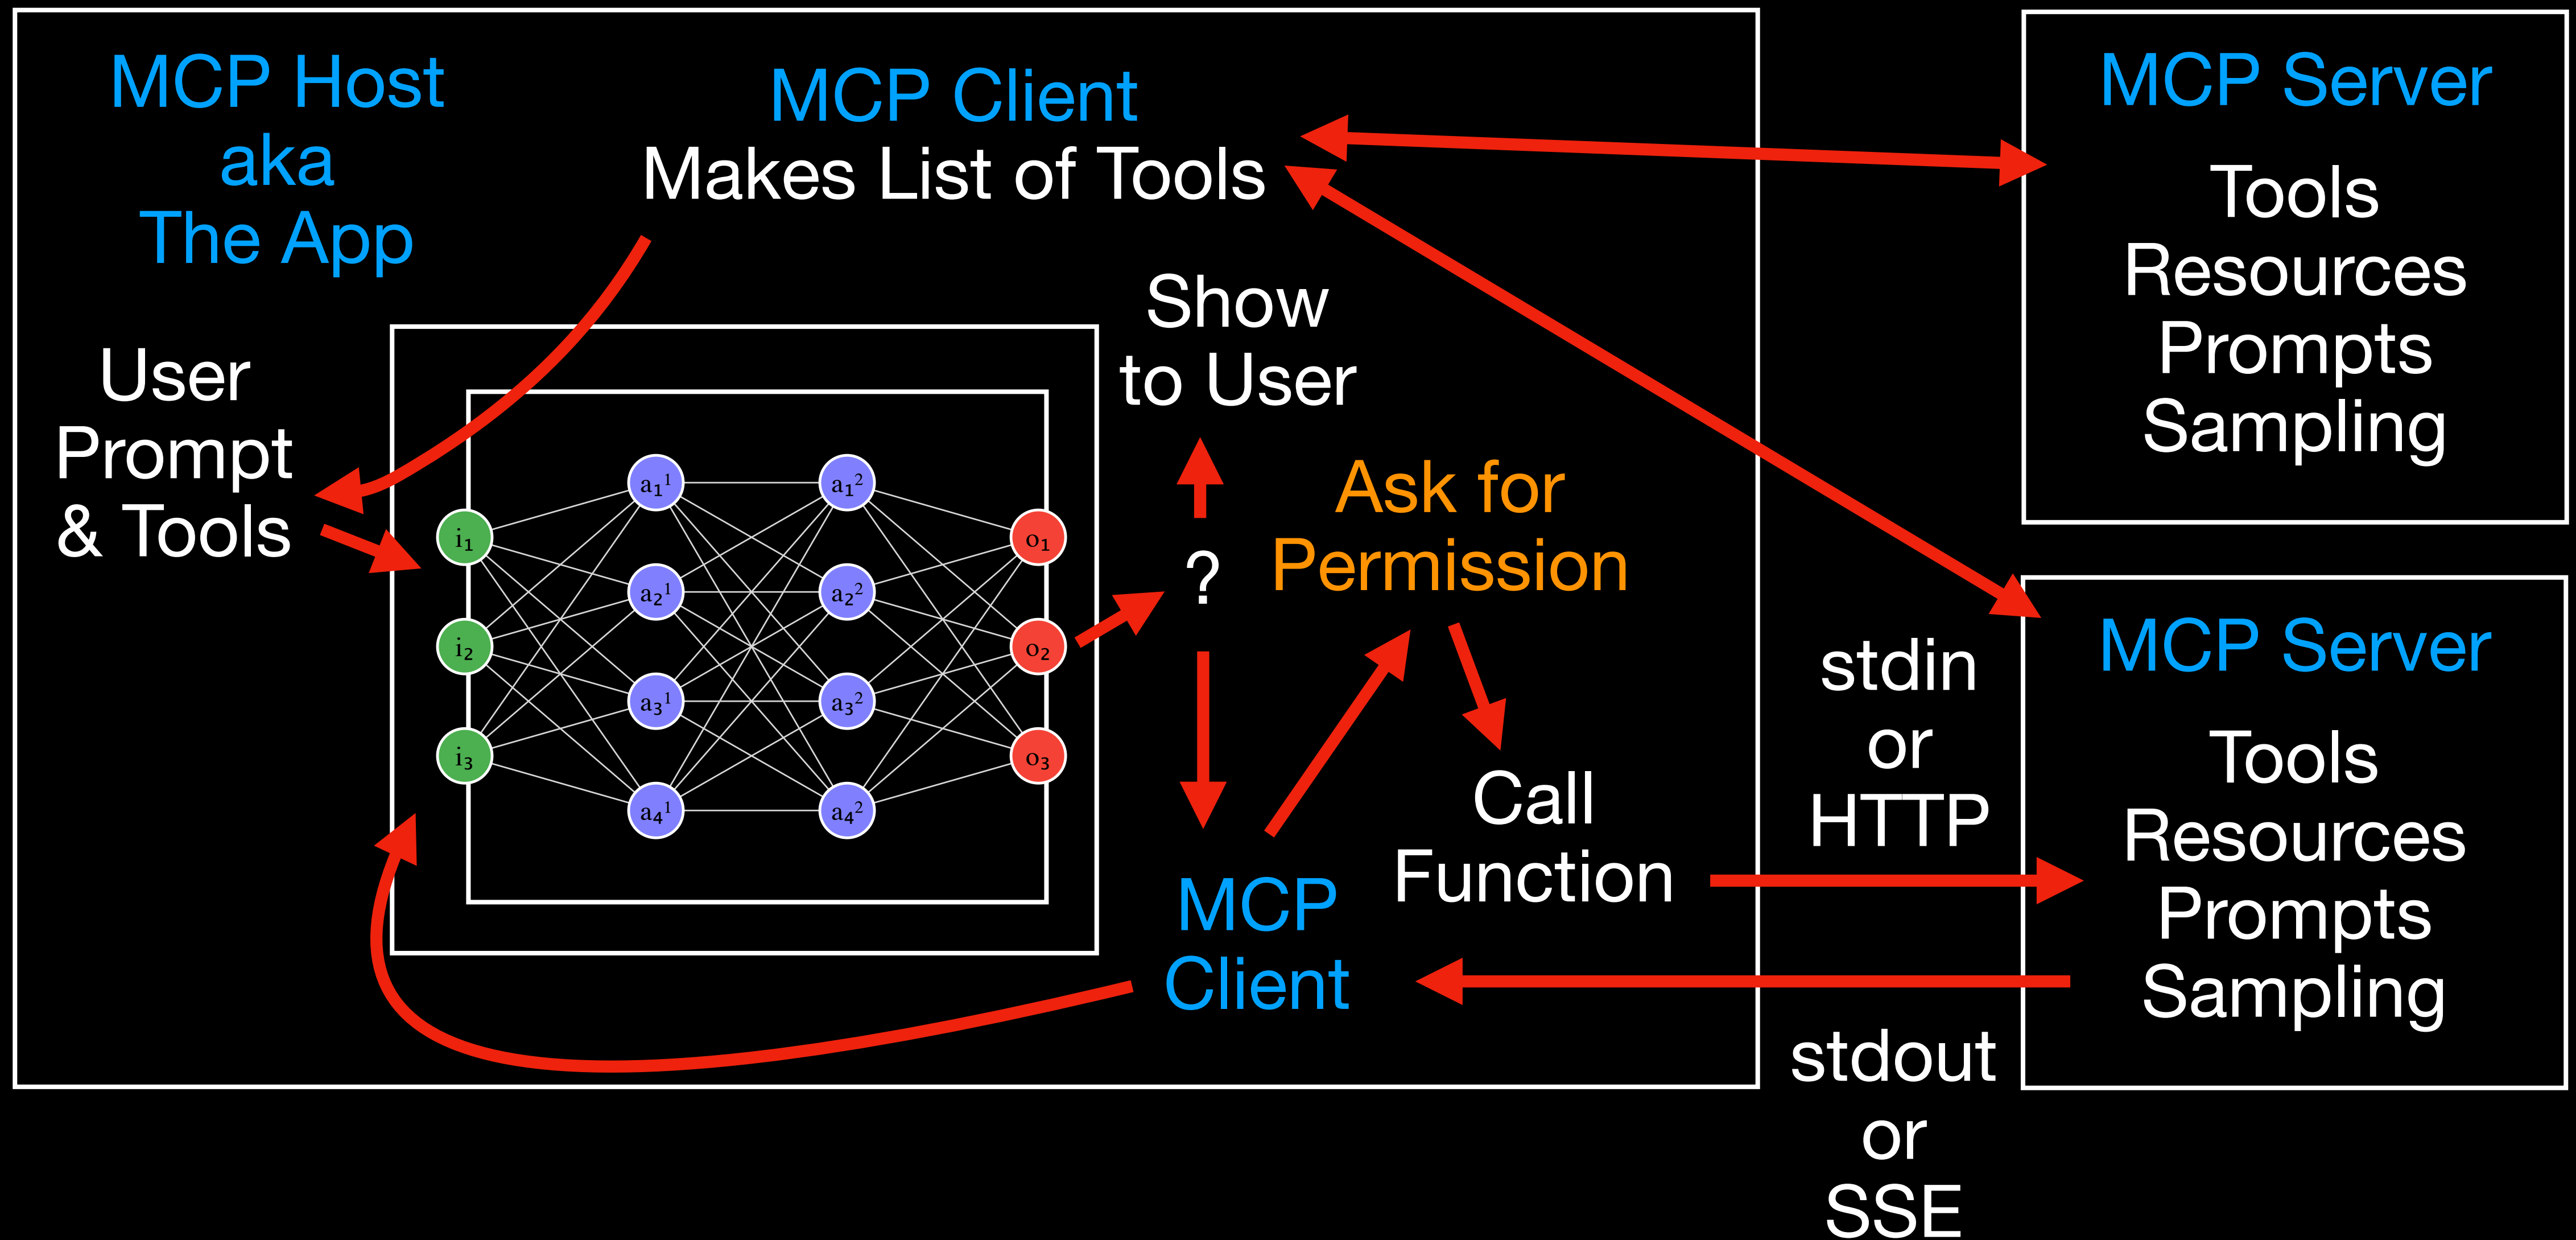 MCP Host
aka
The App
MCP Client
Makes List of Tools
User
Prompt
& Tools
i₁
i₂
i₃
a₁¹
a₂¹
a₃¹
a₄¹
a₁²
a₂²
a₃²
a₄²
o₁
o₂
o₃
Show
to User
?
Ask for
Permission
MCP
Client
Call
Function
stdin
or
HTTP
stdout
or
SSE
MCP Server
Tools
Resources
Prompts
Sampling
MCP Server
Tools
Resources
Prompts
Sampling